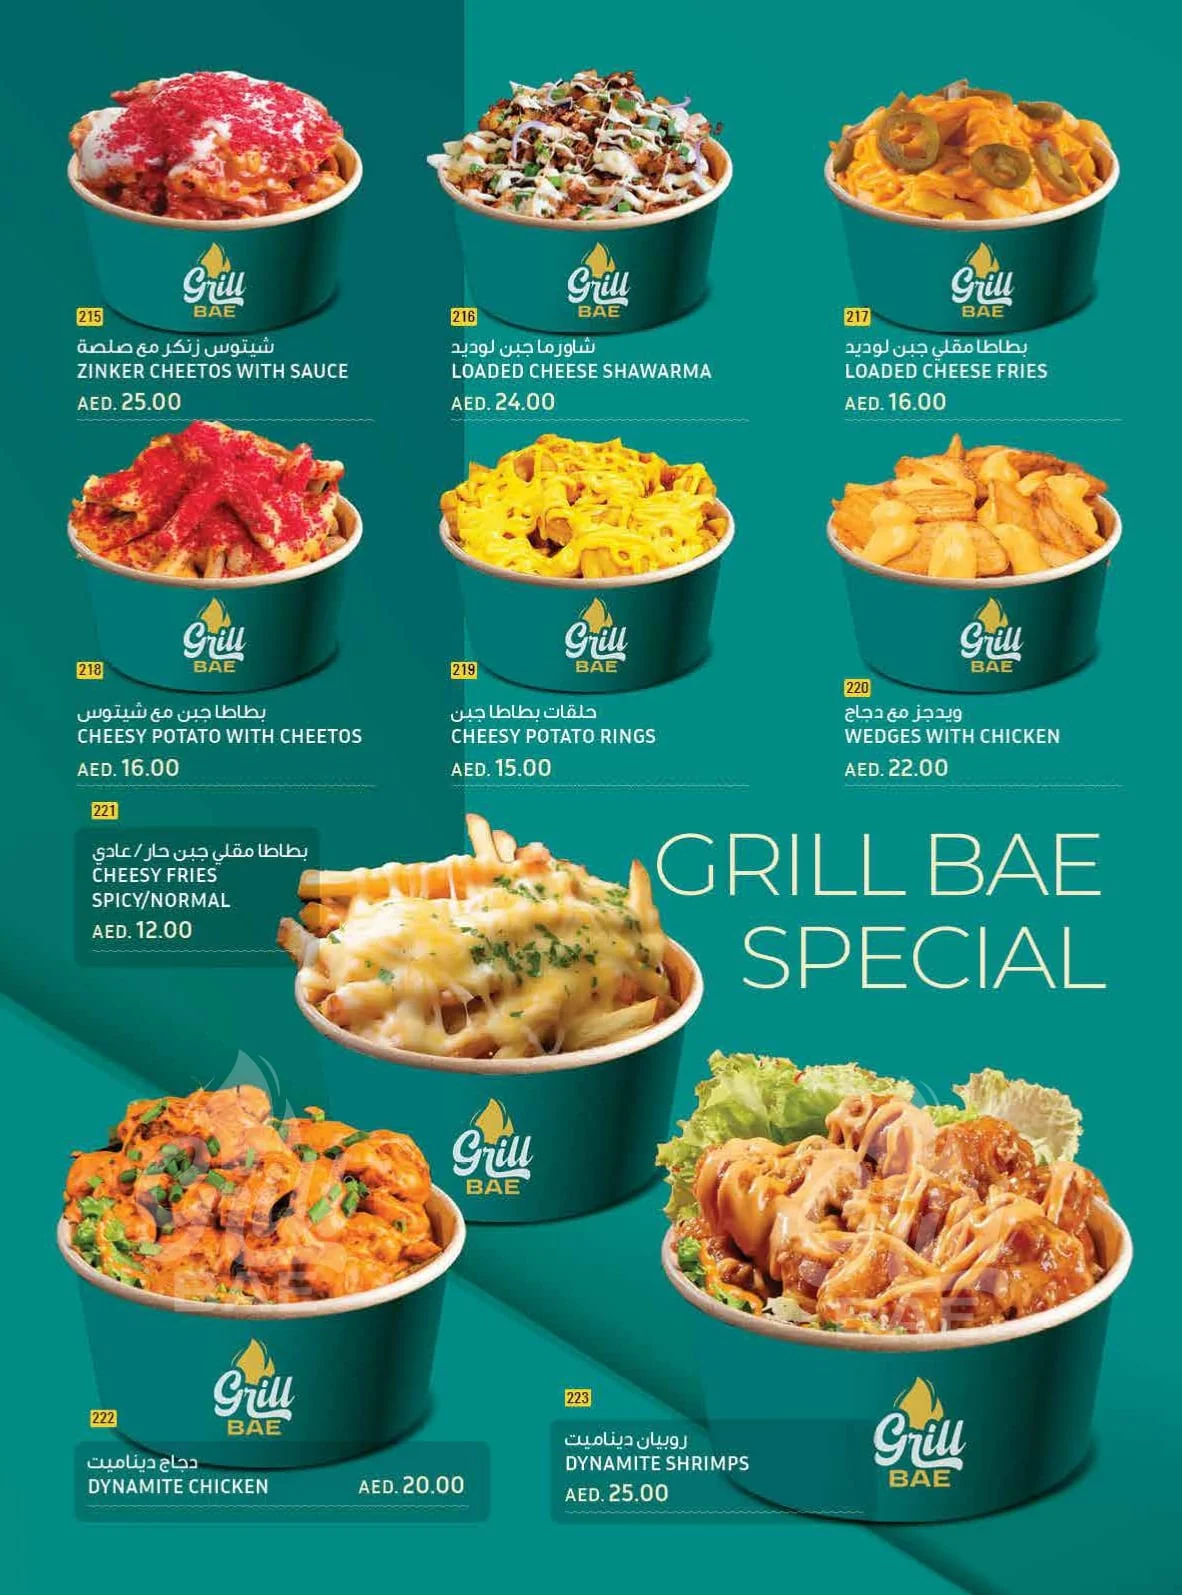 Grill
BAE
215
شيتوس زنكر مع صلصة
ZINKER CHEETOS WITH SAUCE
AED. 25.00
Grill
BAE
216
شاورما جبن لوديد
LOADED CHEESE SHAWARMA
AED. 24.00
Grill
BAE
217
بطاطا مقلي جبن لوديد
LOADED CHEESE FRIES
AED. 16.00
Grill
BAE
218
بطاطا جبن مع شيتوس
CHEESY POTATO WITH CHEETOS
AED. 16.00
Grill
BAE
219
حلقات بطاطا جبن
CHEESY POTATO RINGS
AED. 15.00
Grill
BAE
220
ويدجز مع دجاج
WEDGES WITH CHICKEN
AED. 22.00
221
بطاطا مقلي جبن حار/عادي
CHEESY FRIES
SPICY/NORMAL
AED. 12.00
GRILL BAE
SPECIAL
Grill
BAE
Grill
BAE
Grill
BAE
222
دجاج ديناميت
DYNAMITE CHICKEN
AED. 20.00
Grill
BAE
223
روبيان ديناميت
DYNAMITE SHRIMPS
AED. 25.00
Grill
BAE